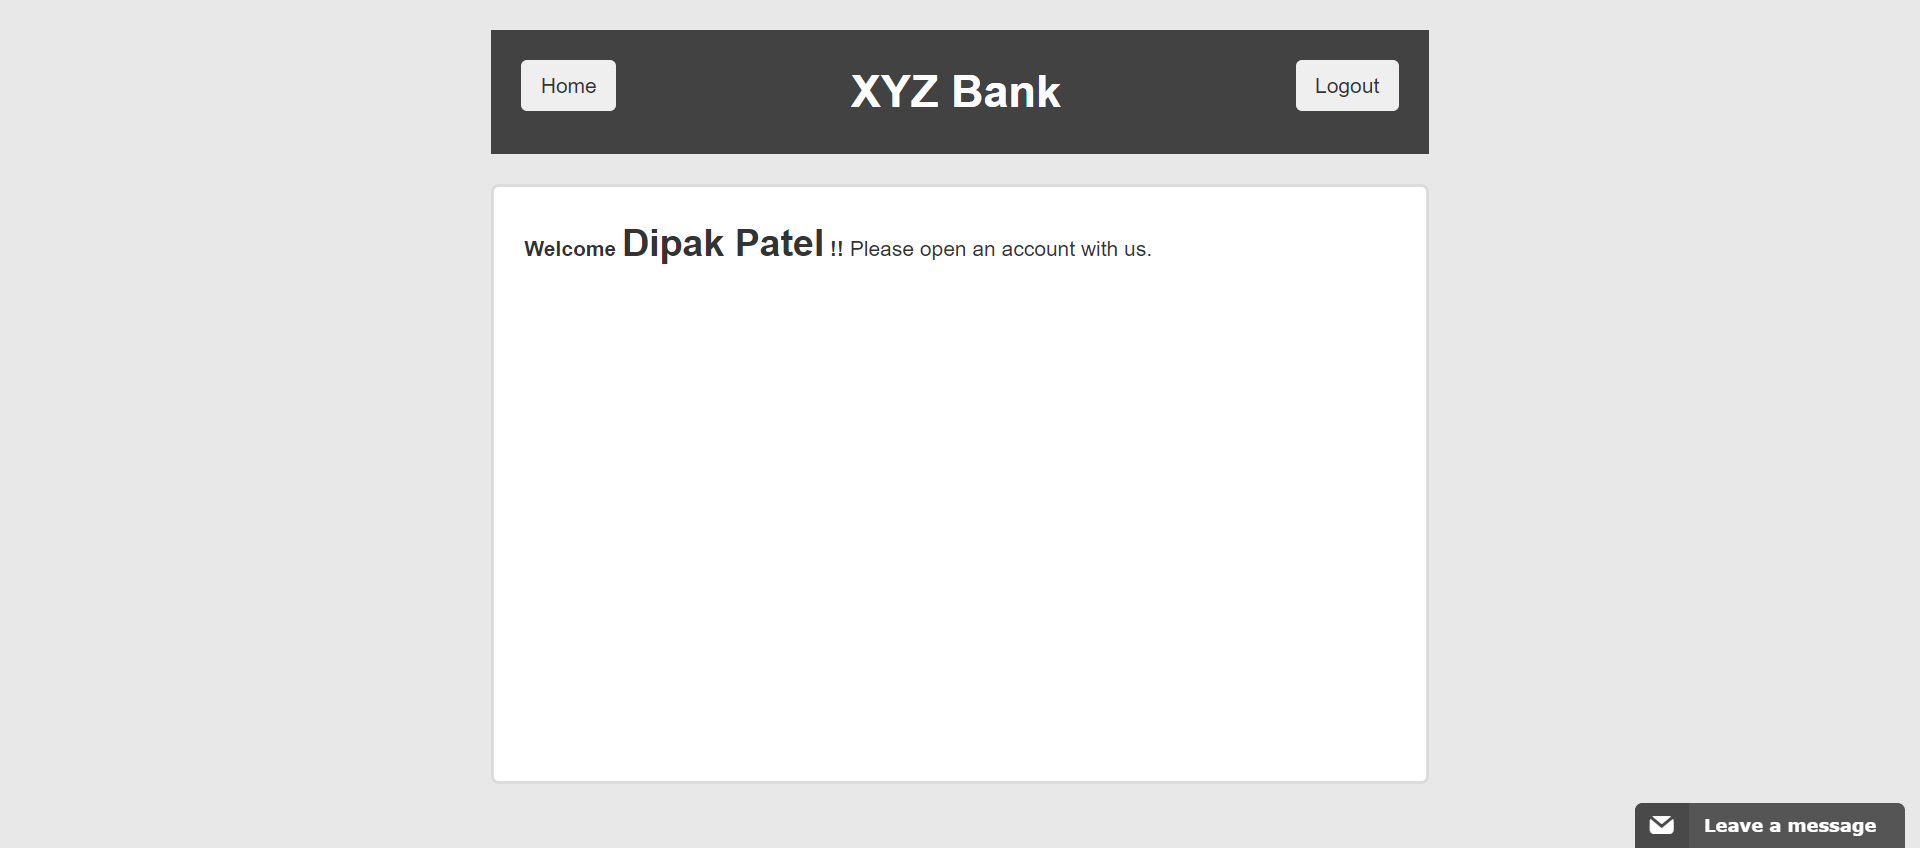 Home
XYZ Bank
Logout
Welcome Dipak Patel !! Please open an account with us.
Leave a message